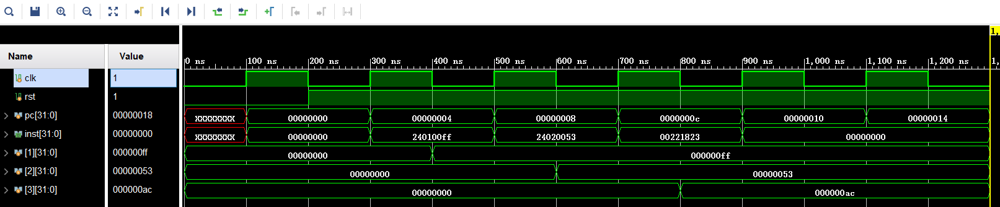 1,
Name Value
0 ns 100 ns 200 ns 300 ns 400 ns 500 ns 600 ns 700 ns 800 ns 900 ns 1,000 ns 1,100 ns 1,200 ns 1,
clk 1
rst 1
pc[31:0] 00000018 XXXXXXXX 00000000 00000004 00000008 0000000c 00000010 00000014
inst[31:0] 00000000 XXXXXXXX 00000000 240100ff 24020053 00221823 00000000
[1][31:0] 000000ff 00000000 000000ff
[2][31:0] 00000053 00000000 00000053
[3][31:0] 000000ac 00000000 000000ac